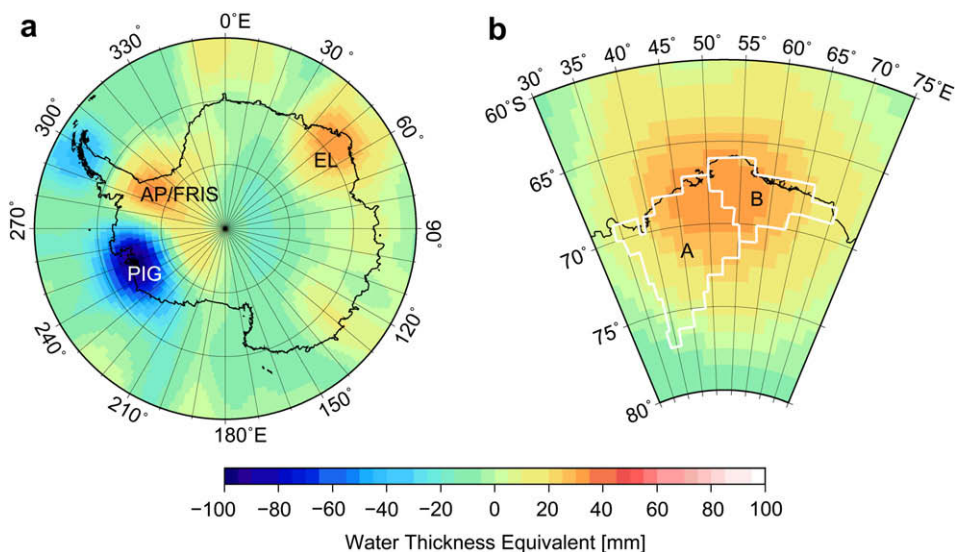 a
0˚E
30˚
60˚
90˚
120˚
150˚
180˚E
210˚
240˚
270˚
300˚
330˚
EL
AP/FRIS
PIG
b
30˚
35˚
40˚
45˚
50˚
55˚
60˚
65˚
70˚
75˚E
60˚S
65˚
70˚
75˚
80˚
A
B
−100 −80 −60 −40 −20 0 20 40 60 80 100
Water Thickness Equivalent [mm]